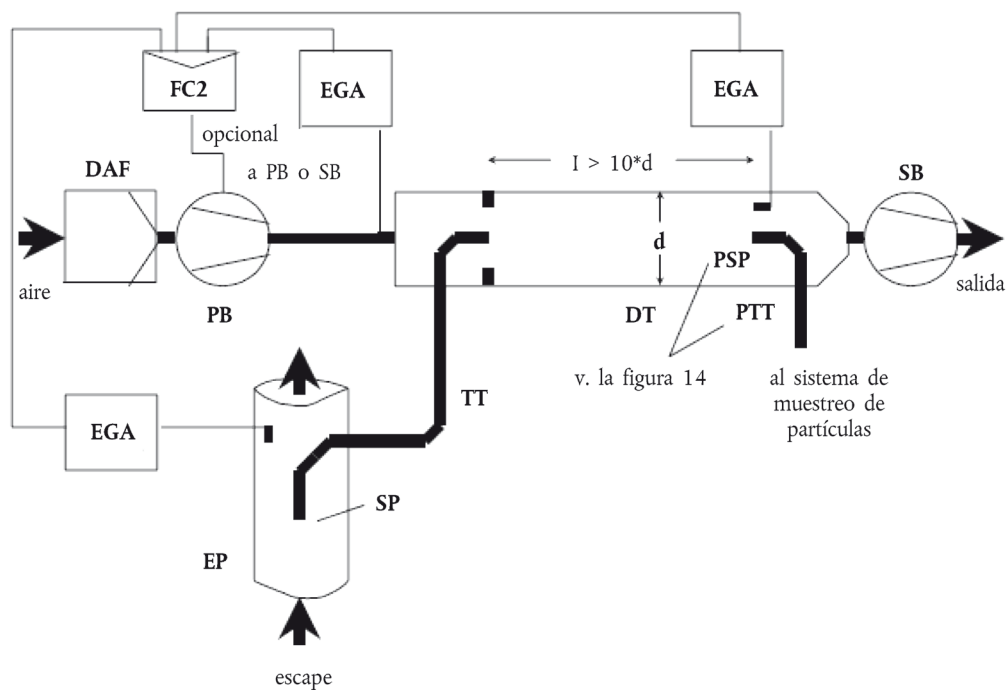 FC2
EGA
EGA
opcional
a PB o SB
I > 10*d
DAF
SB
d
PSP
aire
salida
PB
DT
PTT
v. la figura 14
al sistema de
muestreo de
partículas
TT
EGA
SP
EP
escape